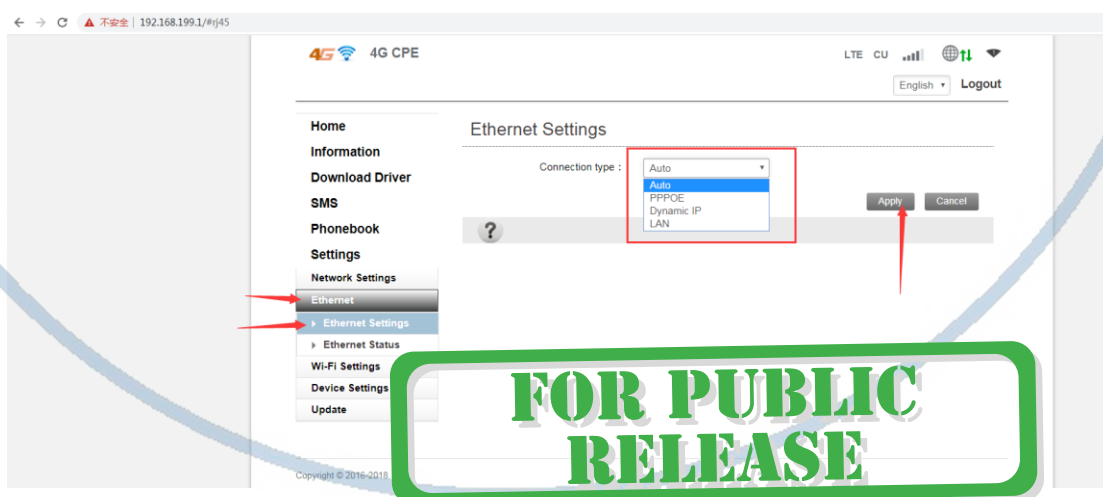 不安全 | 192.168.199.1/#rj45
4G 4G CPE
LTE CU
English Logout
Home
Information
Download Driver
SMS
Phonebook
Settings
Network Settings
Ethernet
Ethernet Settings
Ethernet Status
Wi-Fi Settings
Device Settings
Update
Ethernet Settings
Connection type : Auto
Auto
PPPOE
Dynamic IP
LAN
Apply Cancel
?
FOR PUBLIC
RELEASE
Copyright © 2016-2018